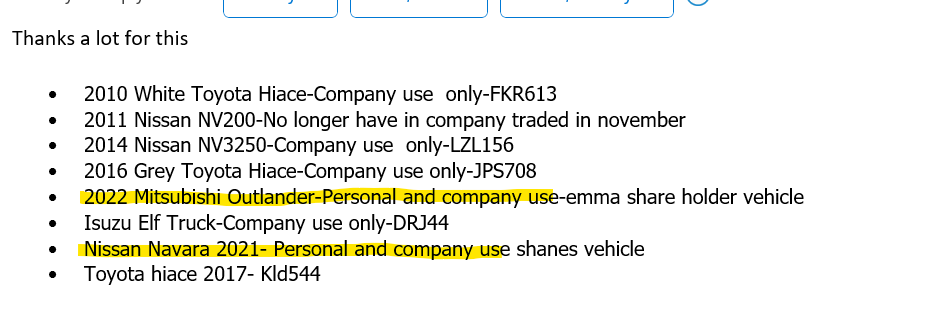 Thanks a lot for this
• 2010 White Toyota Hiace-Company use  only-FKR613
• 2011 Nissan NV200-No longer have in company traded in november
• 2014 Nissan NV3250-Company use  only-LZL156
• 2016 Grey Toyota Hiace-Company use only-JPS708
• 2022 Mitsubishi Outlander-Personal and company use-emma share holder vehicle
• Isuzu Elf Truck-Company use only-DRJ44
• Nissan Navara 2021- Personal and company use shanes vehicle
• Toyota hiace 2017- Kld544